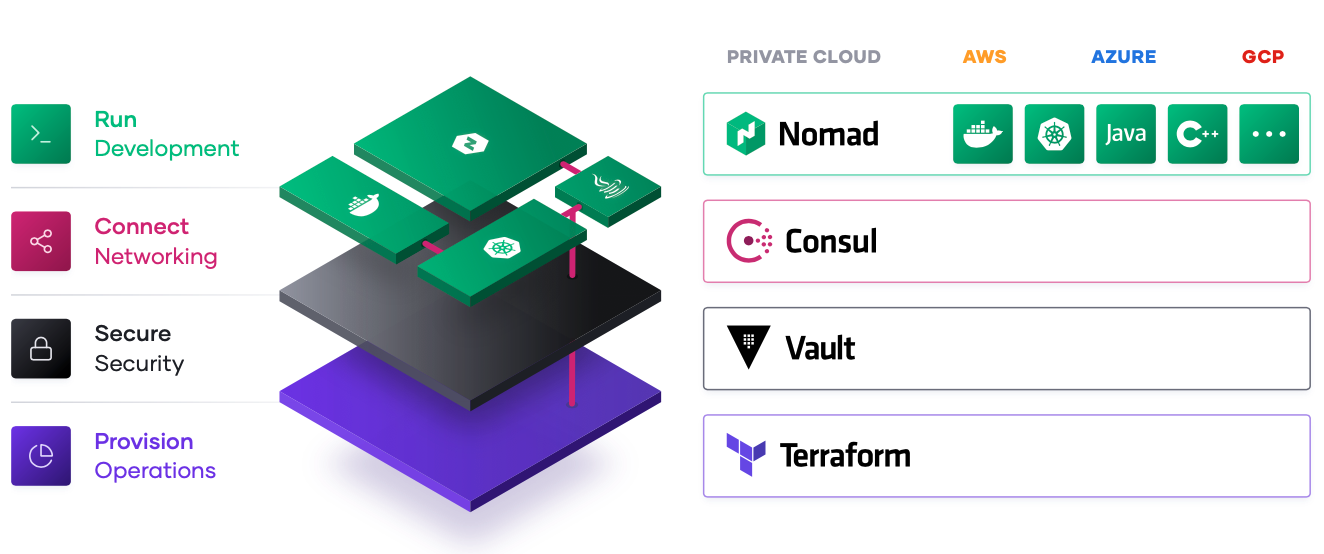 Run
Development
Connect
Networking
Secure
Security
Provision
Operations
PRIVATE CLOUD AWS AZURE GCP
Nomad Java C++
Consul
Vault
Terraform